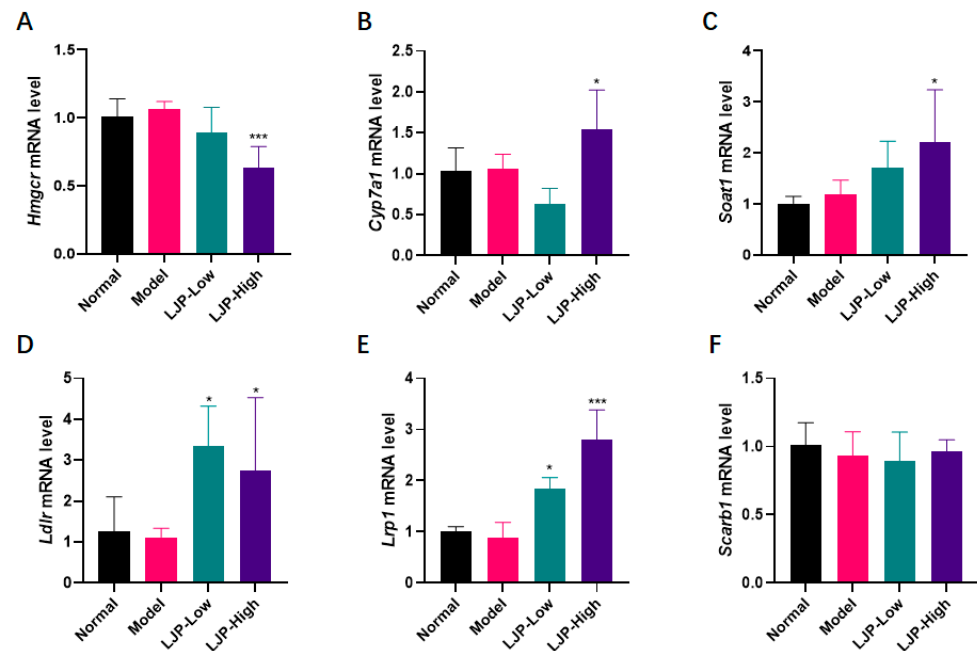 A
Hmgcr mRNA level
1.5
1.0
0.5
0.0
***
Normal
Model
LJP-Low
LJP-High
B
Cyp7a1 mRNA level
2.5
2.0
1.5
1.0
0.5
0.0
*
Normal
Model
LJP-Low
LJP-High
C
Soat1 mRNA level
4
3
2
1
0
*
Normal
Model
LJP-Low
LJP-High
D
Ldlr mRNA level
5
4
3
2
1
0
*
*
Normal
Model
LJP-Low
LJP-High
E
Lrp1 mRNA level
4
3
2
1
0
*
***
Normal
Model
LJP-Low
LJP-High
F
Scarb1 mRNA level
1.5
1.0
0.5
0.0
Normal
Model
LJP-Low
LJP-High